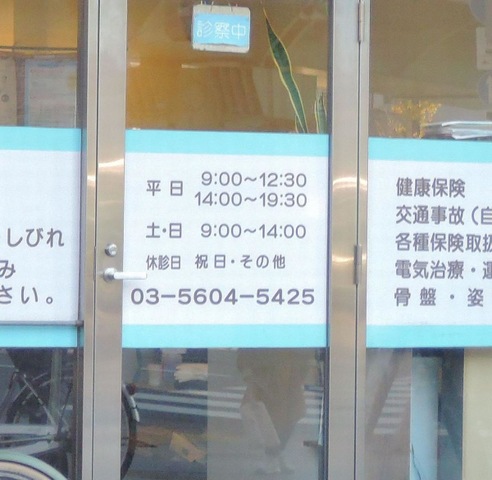 診察中
しびれ
み
さい。
平日 9:00～12:30
14:00～19:30
土・日 9:00～14:00
休診日 祝日・その他
03-5604-5425
健康保険
交通事故(自
各種保険取扱
電気治療・運
骨盤・姿